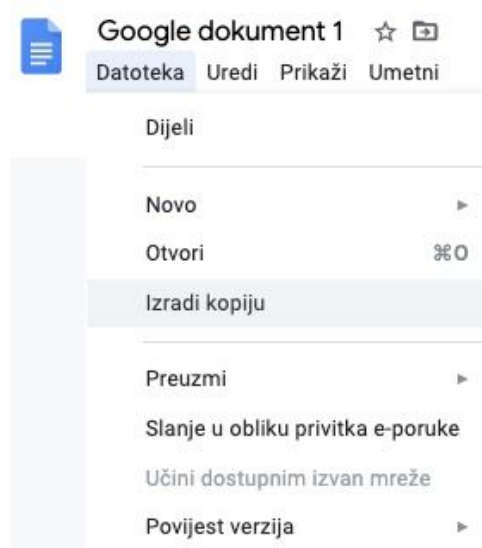 Google dokument 1
Datoteka Uredi Prikaži Umetni
Dijeli
Novo
Otvori ⌘O
Izradi kopiju
Preuzmi
Slanje u obliku privitka e-poruke
Učini dostupnim izvan mreže
Povijest verzija